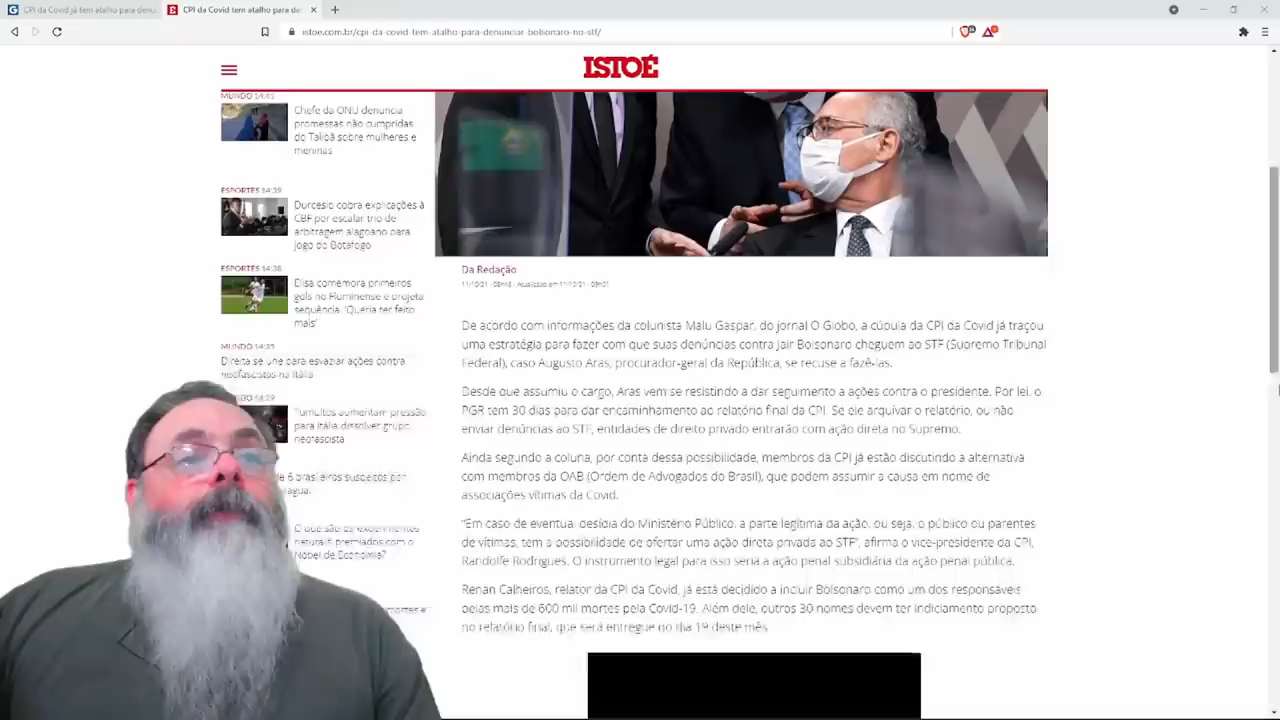 CPI da Covid já tem atalho para denu
CPI da Covid tem atalho para de
istoe.com.br/cpi-da-covid-tem-atalho-para-denunciar-bolsonaro-no-stf/
ISTOÉ
MUNDO 14:41
Chefe da ONU denuncia
promessas não cumpridas
do Talibã sobre mulheres e
meninas
ESPORTES 14:39
Durcesio cobra explicações à
CBF por escalar trio de
arbitragem alagoano para
jogo do Botafogo
ESPORTES 14:38
Elisa comemora primeiros
gols no Fluminense e projeta
sequência: 'Queria ter feito
mais'
MUNDO 14:35
Direita se une para esvaziar ações contra
neofascistas na Itália
14:29
Tumultos aumentam pressão
para Itália dissolver grupo
neofascista
de 6 brasileiros suspeitos por
O que são os experimentos
naturais premiados com o
Nobel de Economia?
Da Redação
11/10/21 - 08h48 - Atualizado em 11/10/21 - 09h01
De acordo com informações da colunista Malu Gaspar, do jornal O Globo, a cúpula da CPI da Covid já traçou
uma estratégia para fazer com que suas denúncias contra Jair Bolsonaro cheguem ao STF (Supremo Tribunal
Federal), caso Augusto Aras, procurador-geral da República, se recuse a fazê-las.
Desde que assumiu o cargo, Aras vem se resistindo a dar seguimento a ações contra o presidente. Por lei, o
PGR tem 30 dias para dar encaminhamento ao relatório final da CPI. Se ele arquivar o relatório, ou não
enviar denúncias ao STF, entidades de direito privado entrarão com ação direta no Supremo.
Ainda segundo a coluna, por conta dessa possibilidade, membros da CPI já estão discutindo a alternativa
com membros da OAB (Ordem de Advogados do Brasil), que podem assumir a causa em nome de
associações vítimas da Covid.
“Em caso de eventual desídia do Ministério Público, a parte legítima da ação, ou seja, o público ou parentes
de vítimas, tem a possibilidade de ofertar uma ação direta privada ao STF”, afirma o vice-presidente da CPI,
Randolfe Rodrigues. O instrumento legal para isso seria a ação penal subsidiária da ação penal pública.
Renan Calheiros, relator da CPI da Covid, já está decidido a incluir Bolsonaro como um dos responsáveis
pelas mais de 600 mil mortes pela Covid-19. Além dele, outros 30 nomes devem ter indiciamento proposto
no relatório final, que será entregue no dia 19 deste mês.